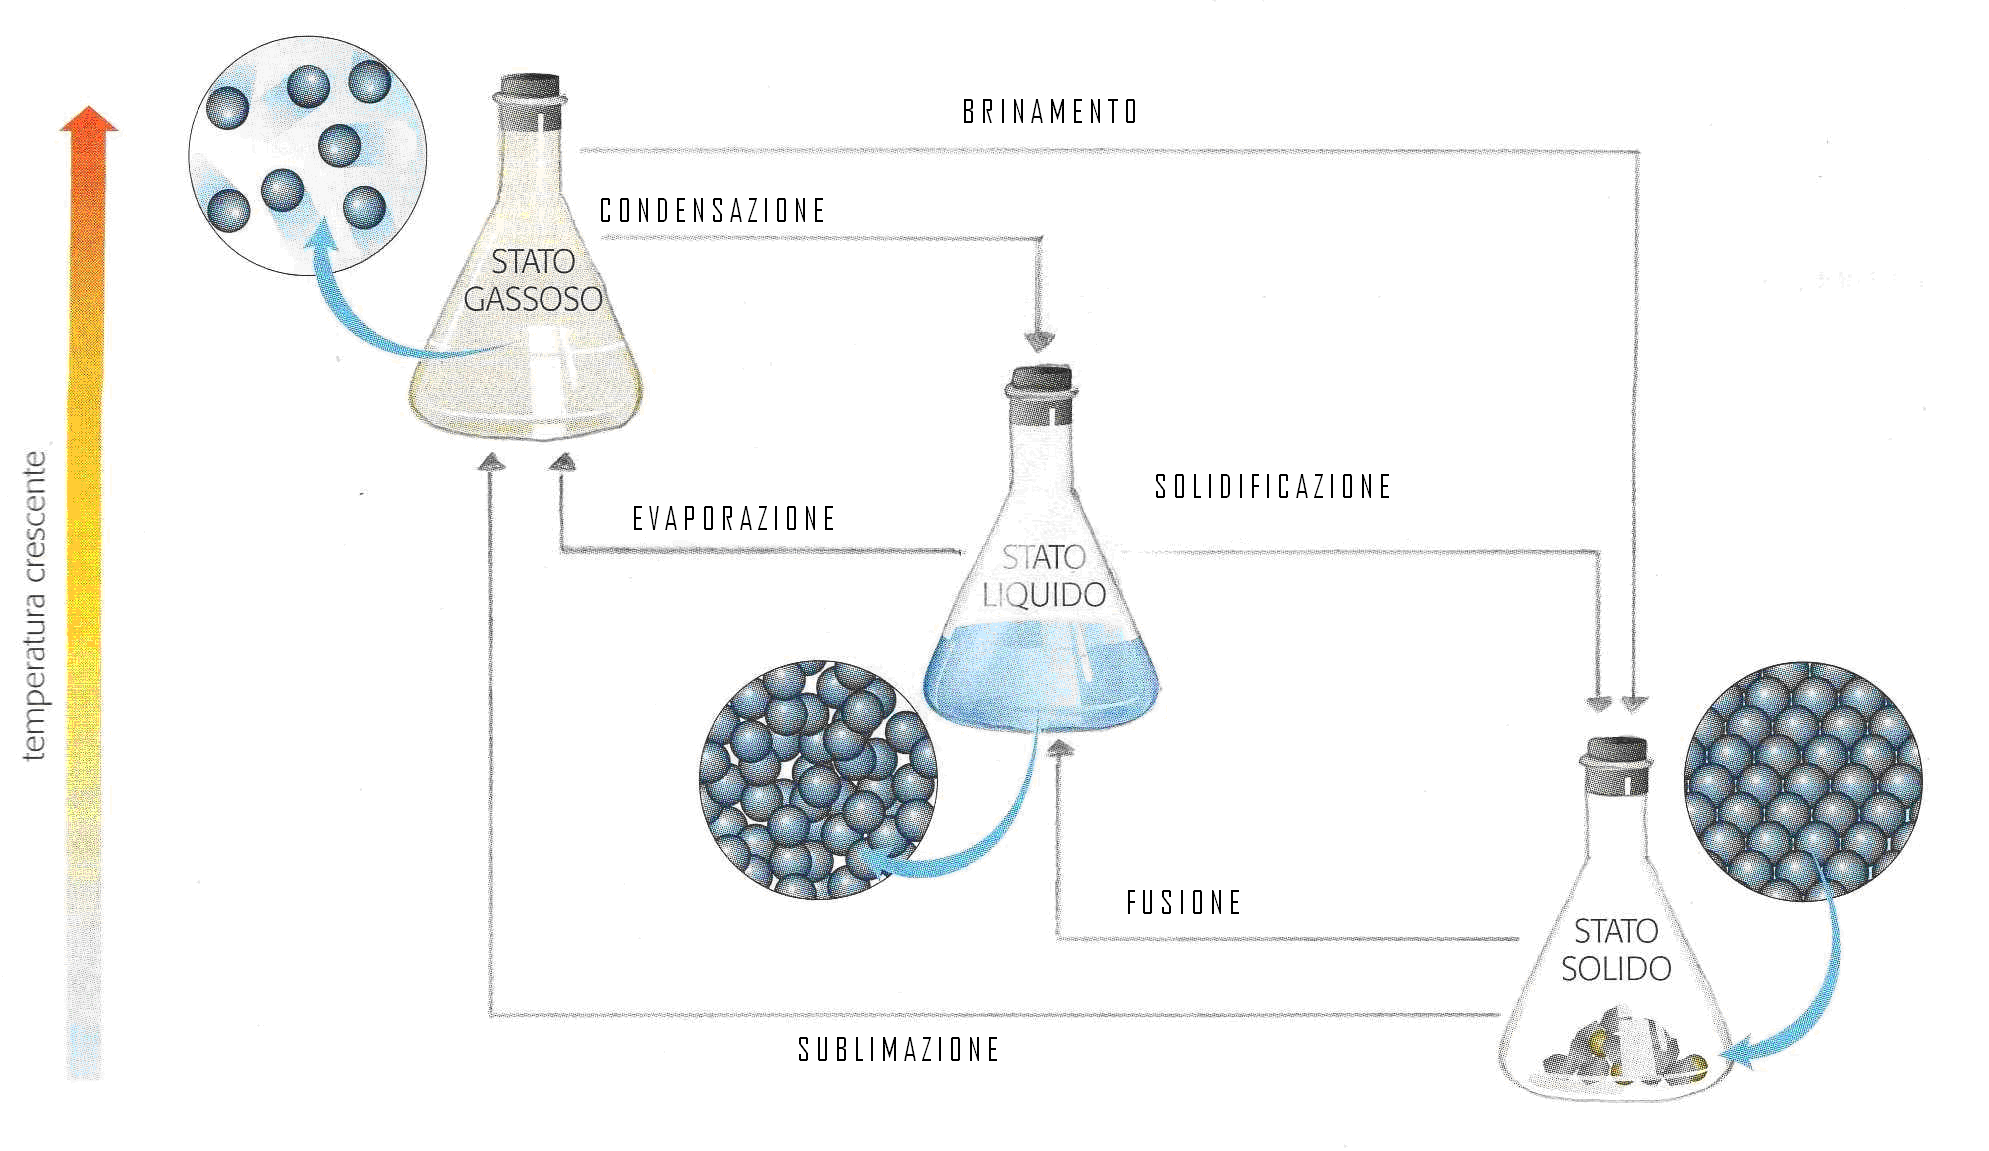 BRINAMENTO
CONDENSAZIONE
STATO
GASSOSO
temperatura crescente
SOLIDIFICAZIONE
EVAPORAZIONE
STATO
LIQUIDO
FUSIONE
STATO
SOLIDO
SUBLIMAZIONE